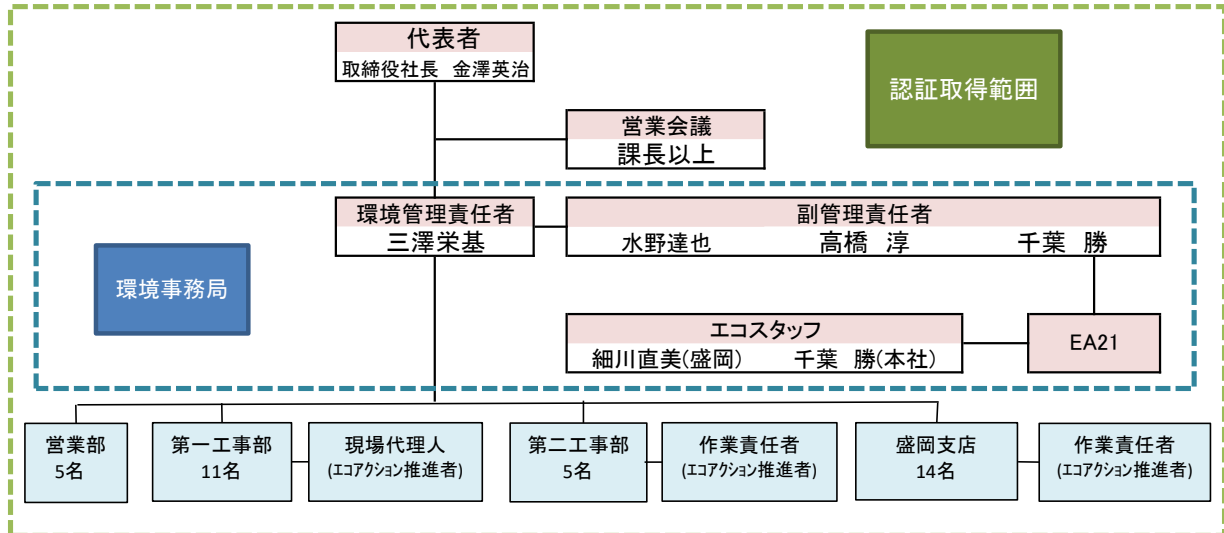 代表者
取締役社長 金澤英治
認証取得範囲
営業会議
課長以上
環境管理責任者
三澤栄基
副管理責任者
水野達也 高橋 淳 千葉 勝
環境事務局
エコスタッフ
細川直美(盛岡) 千葉 勝(本社)
EA21
営業部
5名
第一工事部
11名
現場代理人
(エコアクション推進者)
第二工事部
5名
作業責任者
(エコアクション推進者)
盛岡支店
14名
作業責任者
(エコアクション推進者)